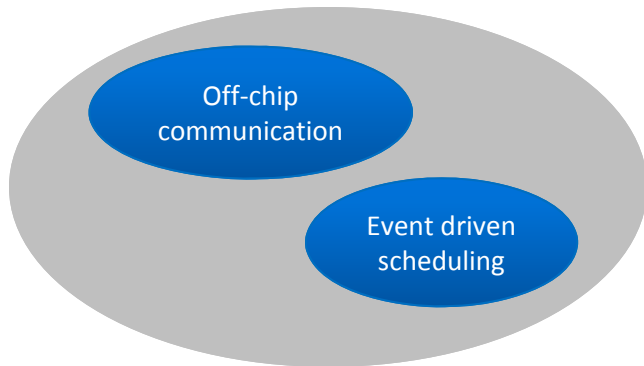 Off-chip
communication
Event driven
scheduling